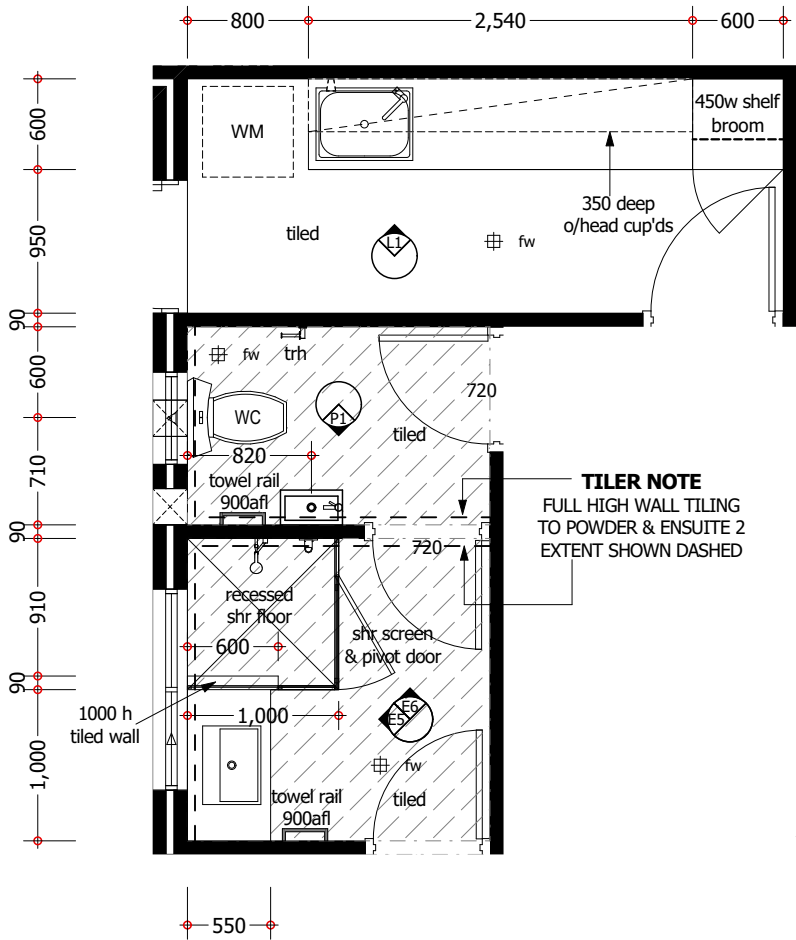 800
2,540
600
600
950
90
600
710
90
910
90
1,000
WM
450w shelf
broom
350 deep
o/head cup'ds
tiled
L1
fw
fw
trh
WC
P1
720
tiled
820
towel rail
900afl
TILER NOTE
FULL HIGH WALL TILING
TO POWDER & ENSUITE 2
EXTENT SHOWN DASHED
720
recessed
shr floor
600
shr screen
& pivot door
1000 h
tiled wall
1,000
E6
E5
fw
tiled
towel rail
900afl
550